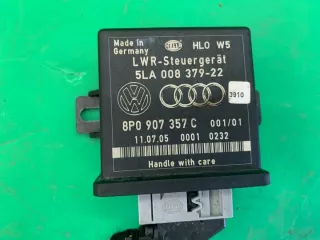 Made in HELLA HLO W5
Germany
LWR-Steuergerät
5LA 008 379-22
3910
8P0 907 357 C 001/01
11.07.05 0001 0232
Handle with care